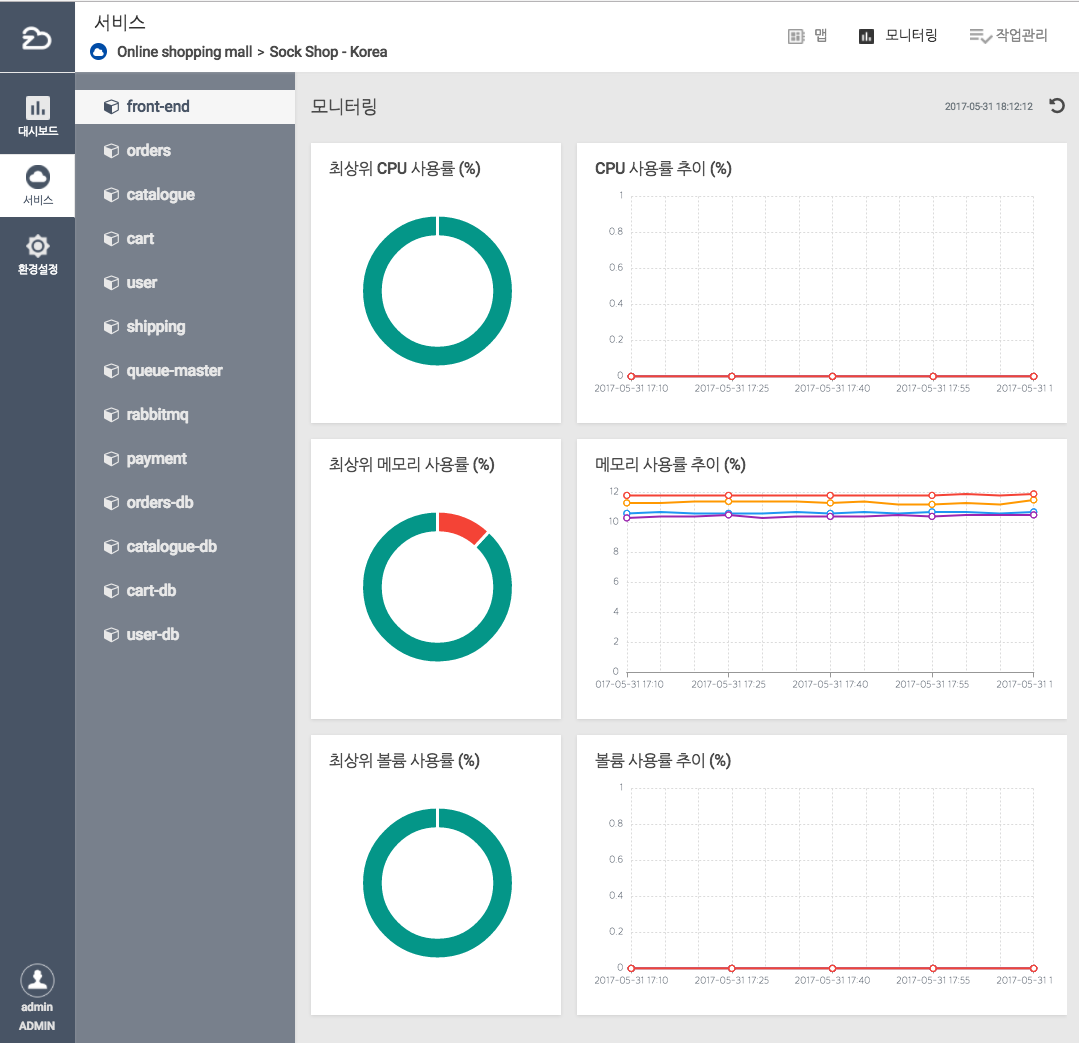 서비스
Online shopping mall > Sock Shop - Korea
맵
모니터링
작업관리
대시보드
서비스
환경설정
admin
ADMIN
front-end
orders
catalogue
cart
user
shipping
queue-master
rabbitmq
payment
orders-db
catalogue-db
cart-db
user-db
모니터링
2017-05-31 18:12:12
최상위 CPU 사용률 (%)
CPU 사용률 추이 (%)
1
0.8
0.6
0.4
0.2
0
2017-05-31 17:10 2017-05-31 17:25 2017-05-31 17:40 2017-05-31 17:55 2017-05-31 1
최상위 메모리 사용률 (%)
메모리 사용률 추이 (%)
12
10
8
6
4
2
0
017-05-31 17:10 2017-05-31 17:25 2017-05-31 17:40 2017-05-31 17:55 2017-05-31 1
최상위 볼륨 사용률 (%)
볼륨 사용률 추이 (%)
1
0.8
0.6
0.4
0.2
0
2017-05-31 17:10 2017-05-31 17:25 2017-05-31 17:40 2017-05-31 17:55 2017-05-31 1